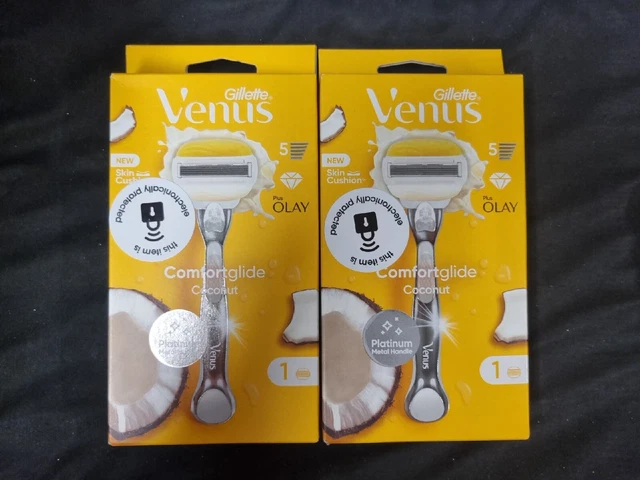 Gillette
Venus
5
NEW
Skin
Cushion
Plus
OLAY
this item is
electronically protected
Comfortglide
Coconut
Platinum
Metal
1
Gillette
Venus
5
NEW
Skin
Cushion
Plus
OLAY
this item is
electronically protected
Comfortglide
Coconut
Platinum
Metal Handle
Venus
1